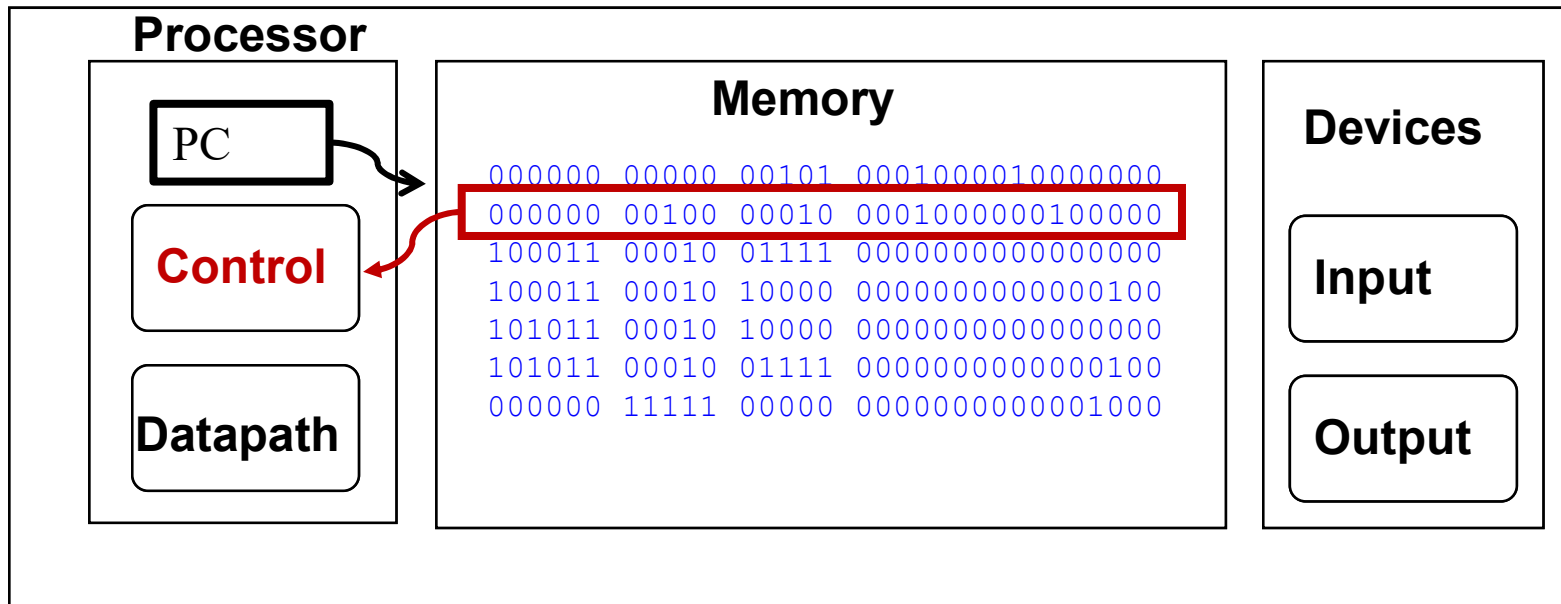 Processor
PC
Control
Datapath
Memory
000000 00000 00101 0001000010000000
000000 00100 00010 0001000000100000
100011 00010 01111 0000000000000000
100011 00010 10000 0000000000000100
101011 00010 10000 0000000000000000
101011 00010 01111 0000000000000100
000000 11111 00000 0000000000001000
Devices
Input
Output